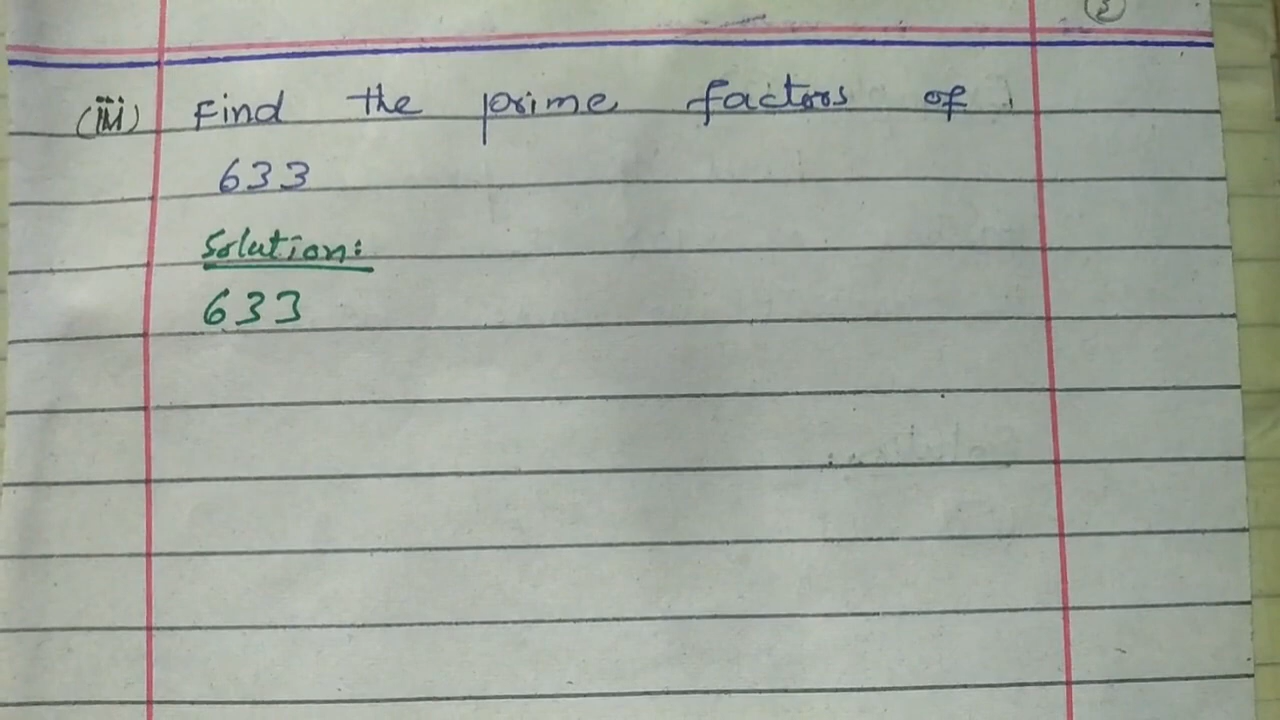 (iii) Find the prime factors of
633
Solution:
633